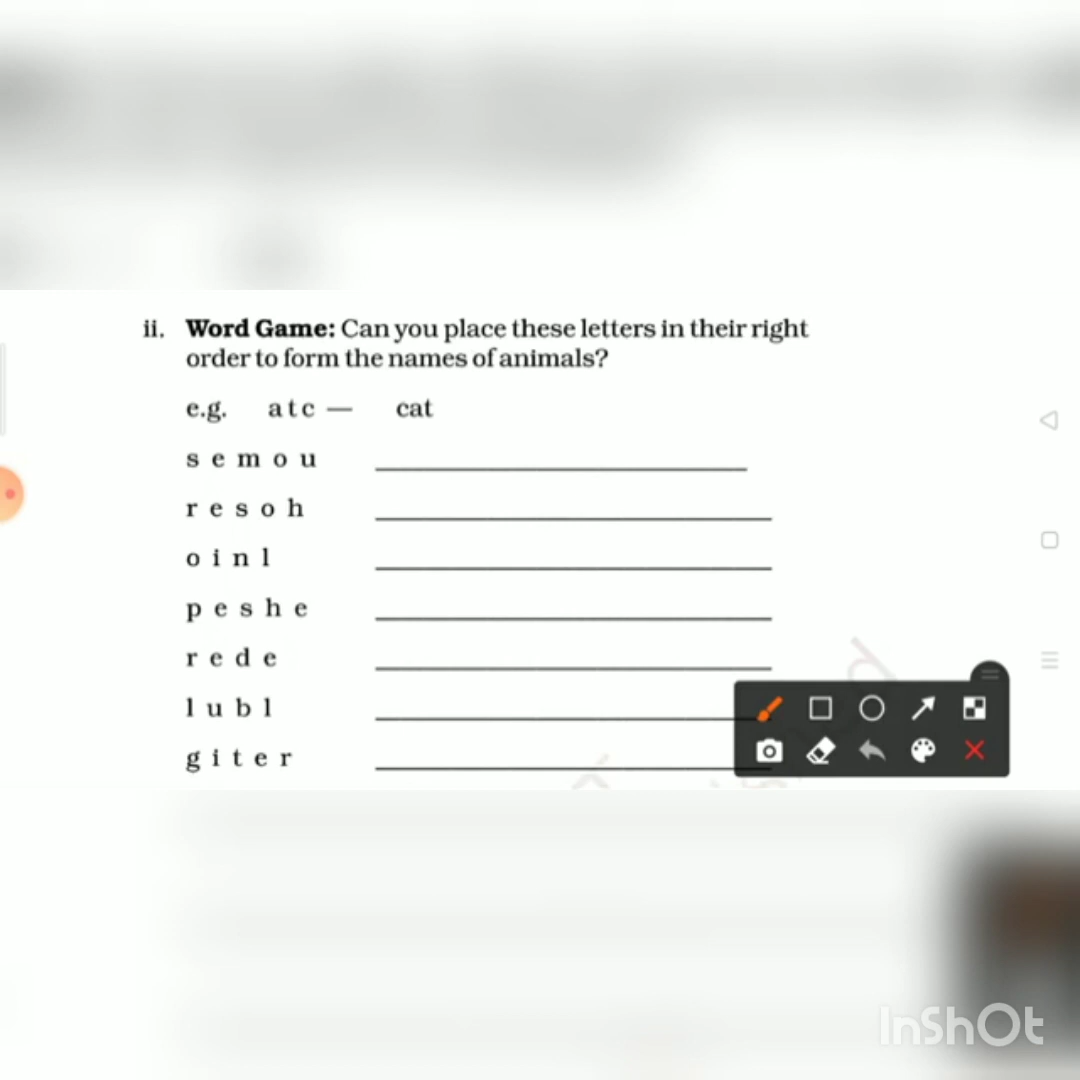 ii. Word Game: Can you place these letters in their right
order to form the names of animals?
e.g. a t c — cat
s e m o u
r e s o h
o i n l
p e s h e
r e d e
l u b l
g i t e r
InShOt